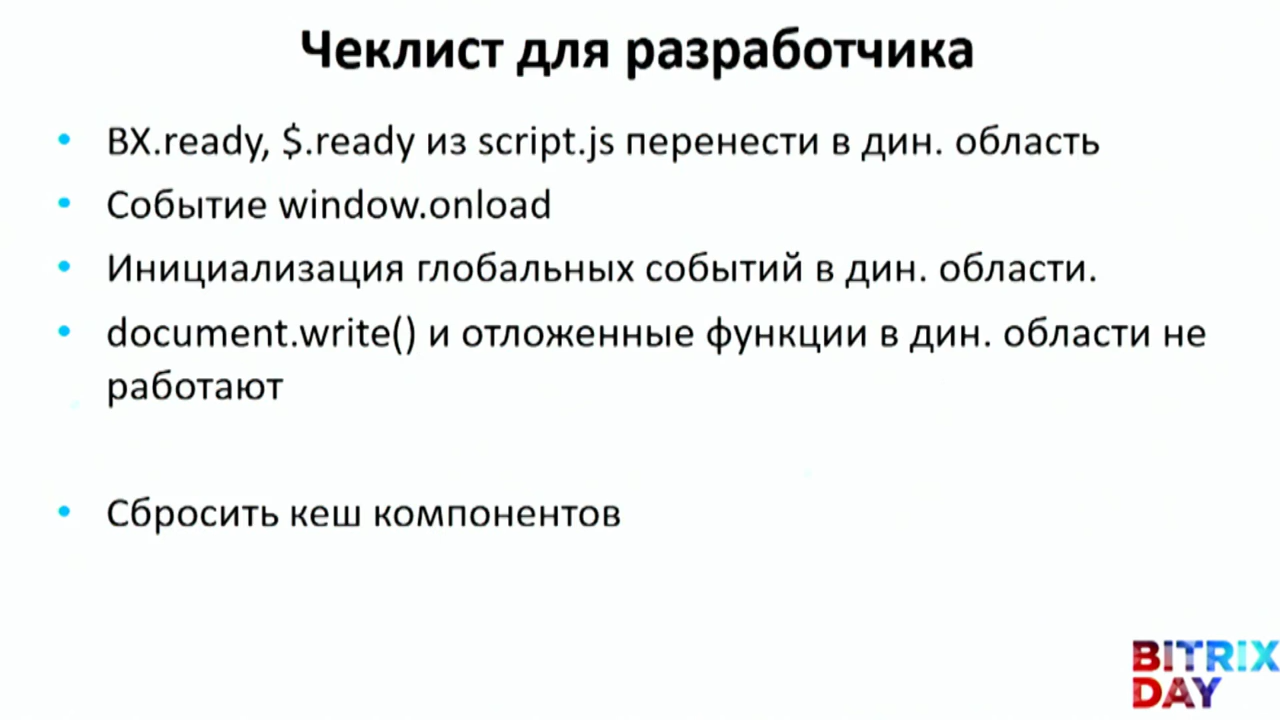 Чеклист для разработчика
• BX.ready, $.ready из script.js перенести в дин. область
• Событие window.onload
• Инициализация глобальных событий в дин. области.
• document.write() и отложенные функции в дин. области не
работают
• Сбросить кеш компонентов
BITRIX
DAY